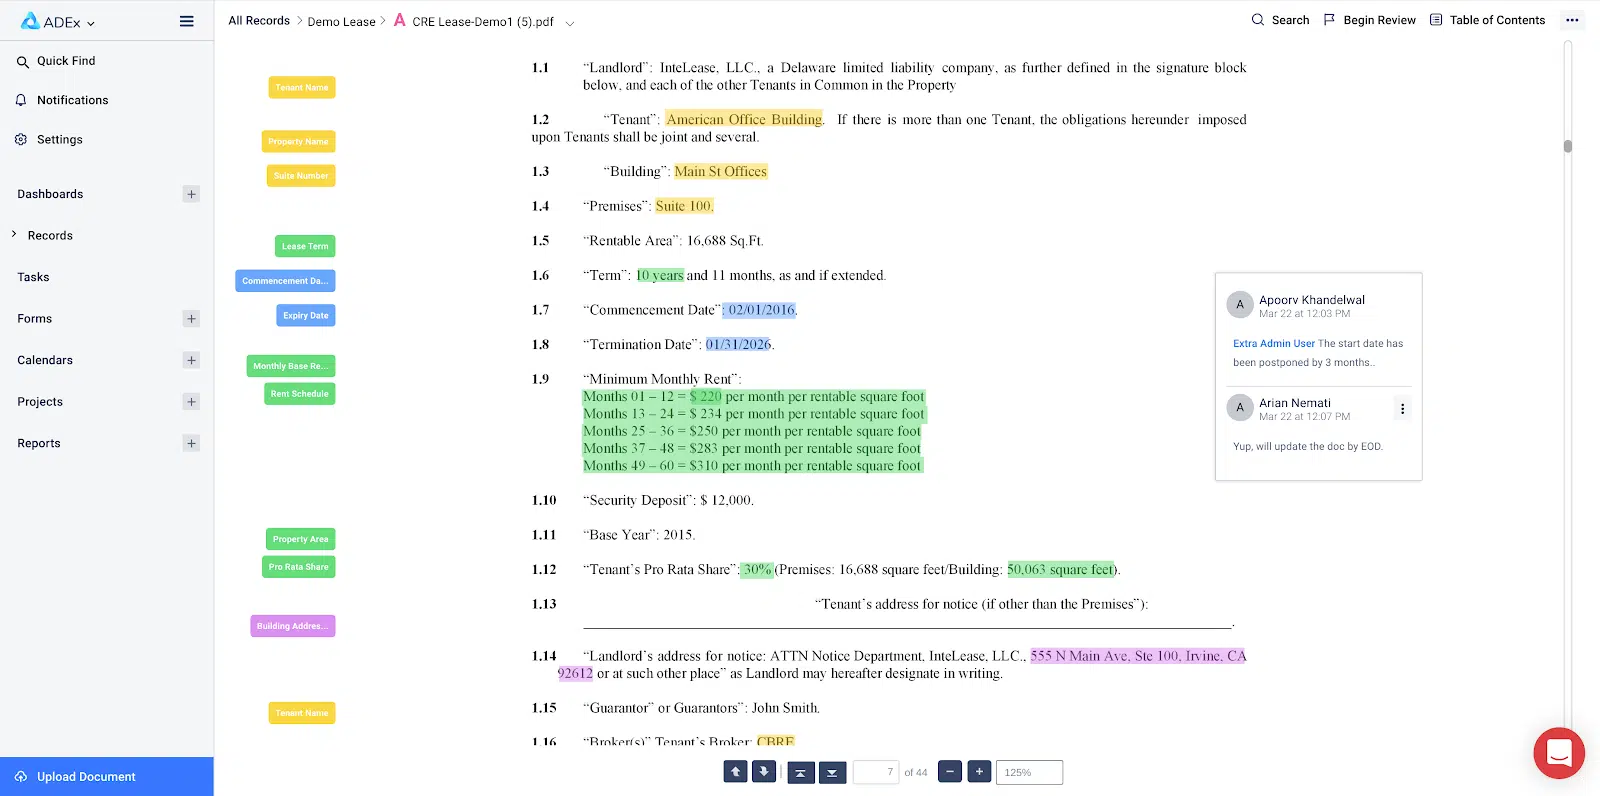 ADEx
All Records > Demo Lease > CRE Lease-Demo1 (5).pdf
Search
Begin Review
Table of Contents
Quick Find
Notifications
Settings
Dashboards
Records
Tasks
Forms
Calendars
Projects
Reports
Upload Document
Tenant Name
Property Name
Suite Number
Lease Term
Commencement Da...
Expiry Date
Monthly Base Re...
Rent Schedule
Property Area
Pro Rata Share
Building Addres...
Tenant Name
1.1 “Landlord”: InteLease, LLC., a Delaware limited liability company, as further defined in the signature block
below, and each of the other Tenants in Common in the Property
1.2 “Tenant”: American Office Building. If there is more than one Tenant, the obligations hereunder imposed
upon Tenants shall be joint and several.
1.3 “Building”: Main St Offices
1.4 “Premises”: Suite 100.
1.5 “Rentable Area”: 16,688 Sq.Ft.
1.6 “Term”: 10 years and 11 months, as and if extended.
1.7 “Commencement Date”: 02/01/2016.
1.8 “Termination Date”: 01/31/2026.
1.9 “Minimum Monthly Rent”:
Months 01 – 12 = $ 220 per month per rentable square foot
Months 13 – 24 = $ 234 per month per rentable square foot
Months 25 – 36 = $250 per month per rentable square foot
Months 37 – 48 = $283 per month per rentable square foot
Months 49 – 60 = $310 per month per rentable square foot
1.10 “Security Deposit”: $ 12,000.
1.11 “Base Year”: 2015.
1.12 “Tenant’s Pro Rata Share”: 30% (Premises: 16,688 square feet/Building: 50,063 square feet).
1.13 “Tenant’s address for notice (if other than the Premises”):
1.14 “Landlord’s address for notice: ATTN Notice Department, InteLease, LLC., 555 N Main Ave, Ste 100, Irvine, CA
92612 or at such other place” as Landlord may hereafter designate in writing.
1.15 “Guarantor” or Guarantors”: John Smith.
1.16 “Broker(s)” Tenant’s Broker: CBRE
A
Apoorv Khandelwal
Mar 22 at 12:03 PM
Extra Admin User The start date has
been postponed by 3 months..
A
Arian Nemati
Mar 22 at 12:07 PM
Yup, will update the doc by EOD.
7 of 44
125%